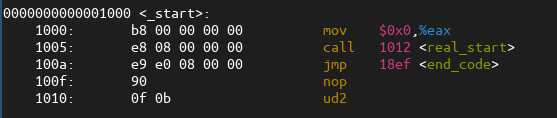 0000000000001000 <_start>:
1000: b8 00 00 00 00 mov $0x0,%eax
1005: e8 08 00 00 00 call 1012 <real_start>
100a: e9 e0 08 00 00 jmp 18ef <end_code>
100f: 90 nop
1010: 0f 0b ud2